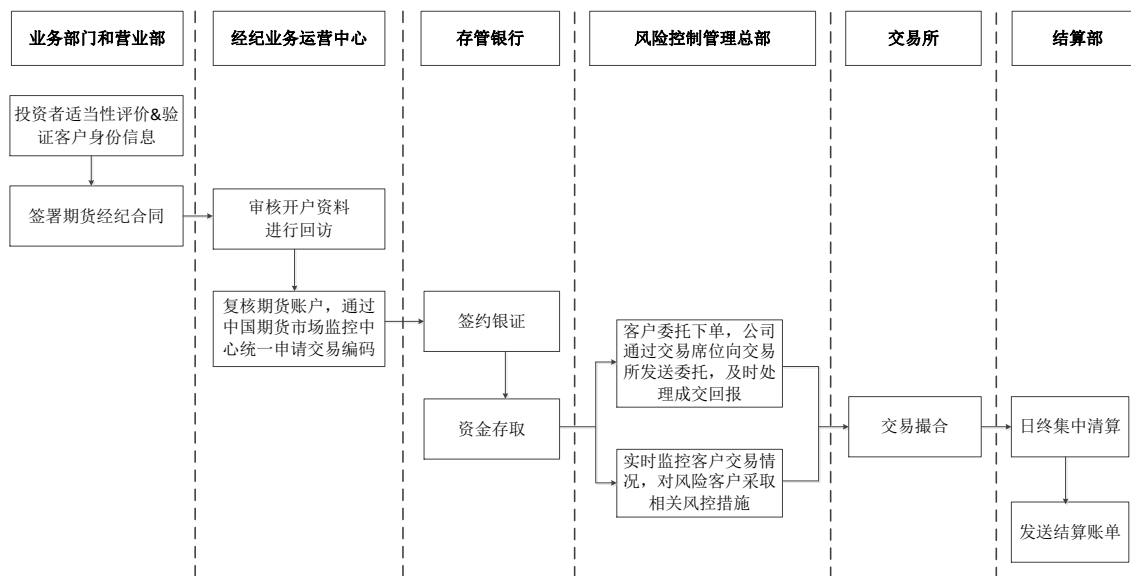 业务部门和营业部
经纪业务运营中心
存管银行
风险控制管理总部
交易所
结算部
投资者适当性评价&验
证客户身份信息
签署期货经纪合同
审核开户资料
进行回访
复核期货账户，通过
中国期货市场监控中
心统一申请交易编码
签约银证
资金存取
客户委托下单，公司
通过交易席位向交易
所发送委托，及时处
理成交回报
实时监控客户交易情
况，对风险客户采取
相关风控措施
交易撮合
日终集中清算
发送结算账单